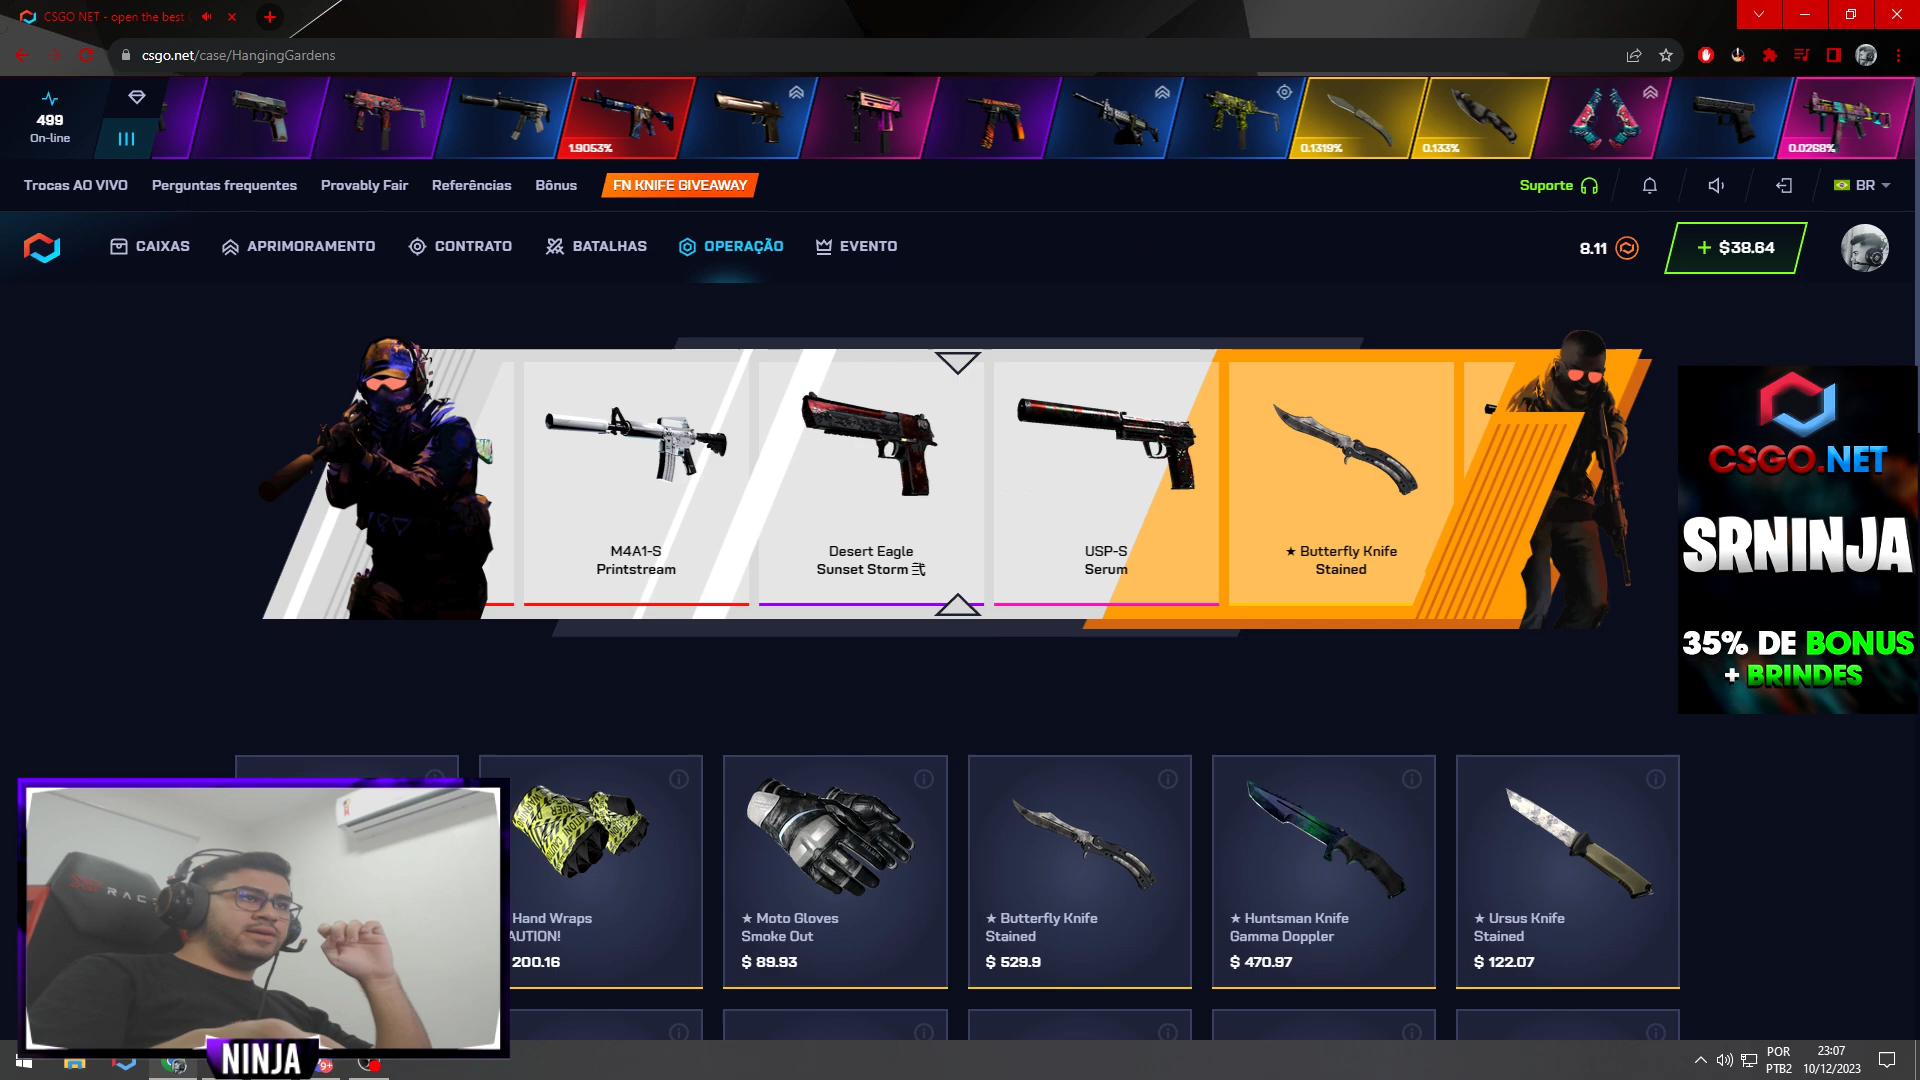 CSGO NET - open the best
csgo.net/case/HangingGardens
499
On-line
1.9053%
0.1319%
0.133%
0.0268%
Trocas AO VIVO
Perguntas frequentes
Provably Fair
Referências
Bônus
FN KNIFE GIVEAWAY
Suporte
BR
CAIXAS
APRIMORAMENTO
CONTRATO
BATALHAS
OPERAÇÃO
EVENTO
8.11
+ $38.64
M4A1-S
Printstream
Desert Eagle
Sunset Storm 弐
USP-S
Serum
★ Butterfly Knife
Stained
CSGO.NET
SRNINJA
35% DE BONUS
+ BRINDES
Hand Wraps
AUTION!
200.16
★ Moto Gloves
Smoke Out
$ 89.93
★ Butterfly Knife
Stained
$ 529.9
★ Huntsman Knife
Gamma Doppler
$ 470.97
★ Ursus Knife
Stained
$ 122.07
RAC
NINJA
9+
POR
PTB2
23:07
10/12/2023